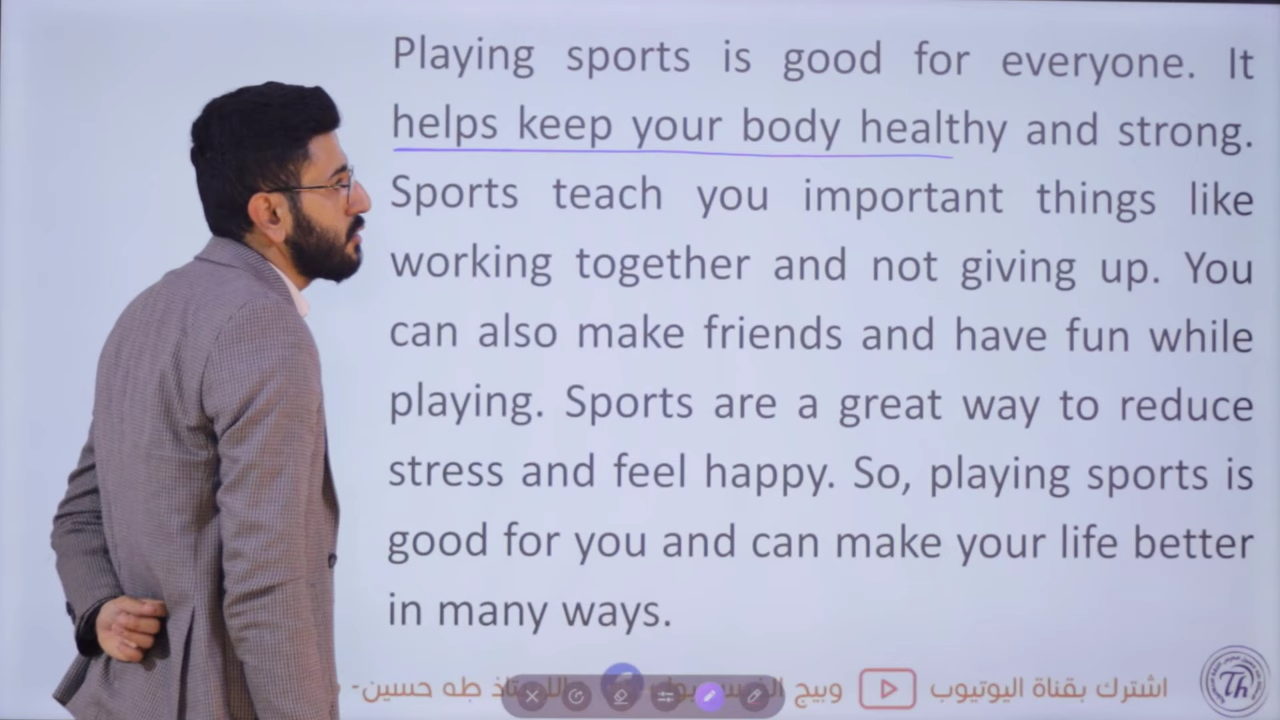 Playing sports is good for everyone. It
helps keep your body healthy and strong.
Sports teach you important things like
working together and not giving up. You
can also make friends and have fun while
playing. Sports are a great way to reduce
stress and feel happy. So, playing sports is
good for you and can make your life better
in many ways.
اشترك بقناة اليوتيوب وبيج طه حسين-
Th